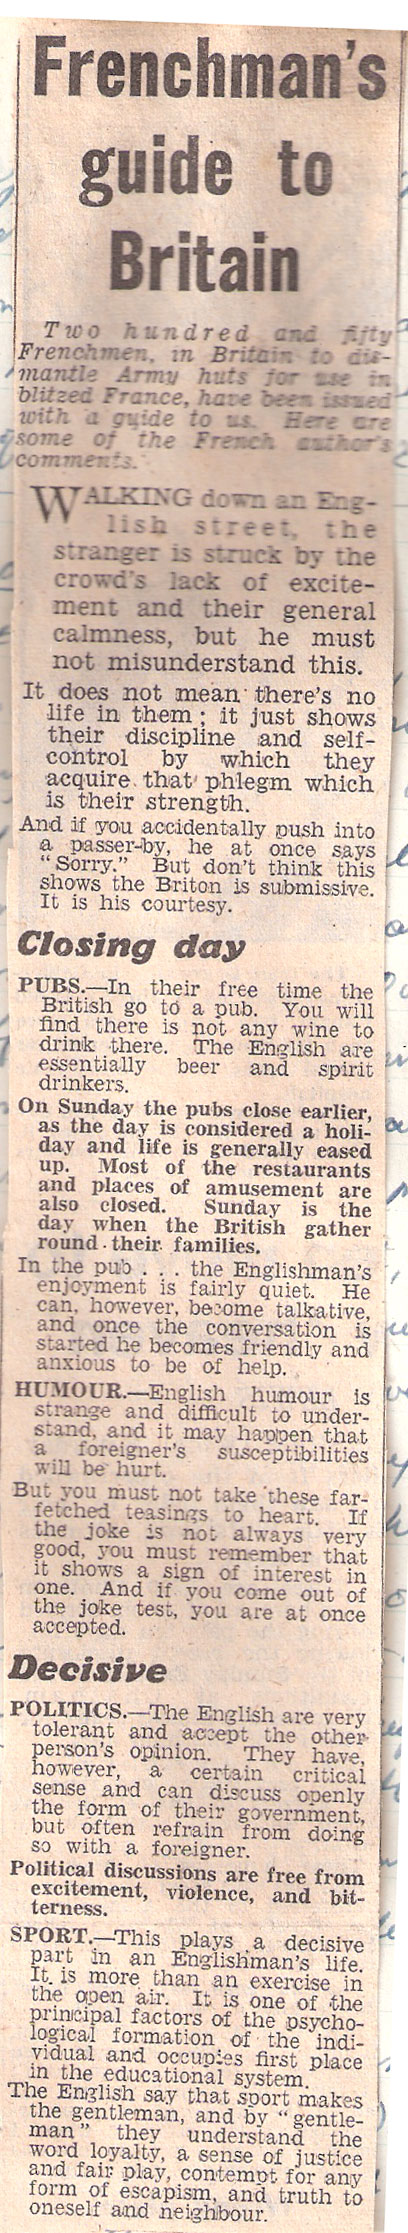 Frenchman's
guide to
Britain
Two hundred and fifty
Frenchmen, in Britain to dis-
mantle Army huts for use in
blitzed France, have been issued
with a guide to us. Here are
some of the French author's
comments.
WALKING down an Eng-
lish street, the
stranger is struck by the
crowd's lack of excite-
ment and their general
calmness, but he must
not misunderstand this.
It does not mean there's no
life in them; it just shows
their discipline and self-
control by which they
acquire that phlegm which
is their strength.
And if you accidentally push into
a passer-by, he at once says
"Sorry." But don't think this
shows the Briton is submissive.
It is his courtesy.
Closing day
PUBS.—In their free time the
British go to a pub. You will
find there is not any wine to
drink there. The English are
essentially beer and spirit
drinkers.
On Sunday the pubs close earlier,
as the day is considered a holi-
day and life is generally eased
up. Most of the restaurants
and places of amusement are
also closed. Sunday is the
day when the British gather
round their families.
In the pub . . . the Englishman's
enjoyment is fairly quiet. He
can, however, become talkative,
and once the conversation is
started he becomes friendly and
anxious to be of help.
HUMOUR.—English humour is
strange and difficult to under-
stand, and it may happen that
a foreigner's susceptibilities
will be hurt.
But you must not take these far-
fetched teasings to heart. If
the joke is not always very
good, you must remember that
it shows a sign of interest in
one. And if you come out of
the joke test, you are at once
accepted.
Decisive
POLITICS.—The English are very
tolerant and accept the other
person's opinion. They have,
however, a certain critical
sense and can discuss openly
the form of their government,
but often refrain from doing
so with a foreigner.
Political discussions are free from
excitement, violence, and bit-
terness.
SPORT.—This plays a decisive
part in an Englishman's life.
It is more than an exercise in
the open air. It is one of the
principal factors of the psycho-
logical formation of the indi-
vidual and occupies first place
in the educational system.
The English say that sport makes
the gentleman, and by "gentle-
man" they understand the
word loyalty, a sense of justice
and fair play, contempt for any
form of escapism, and truth to
oneself and neighbour.